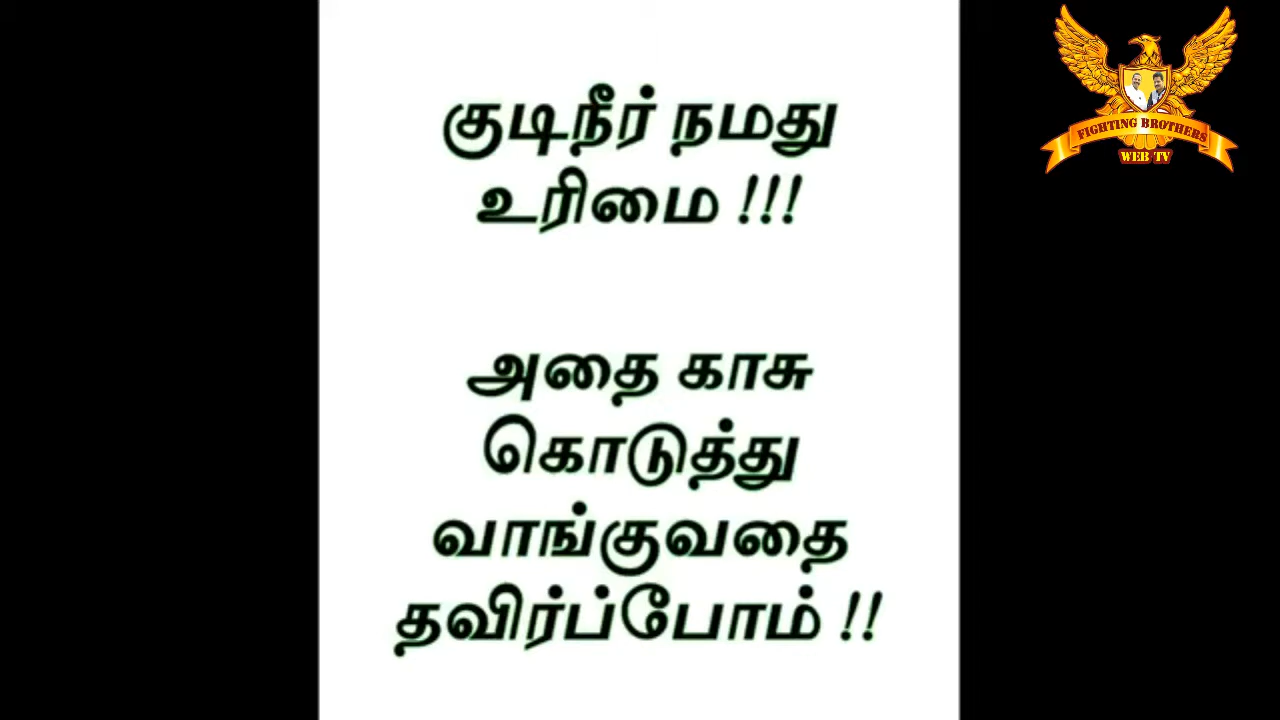 குடிநீர் நமது
உரிமை !!!
அதை காசு
கொடுத்து
வாங்குவதை
தவிர்ப்போம் !!
FIGHTING BROTHERS
WEB TV